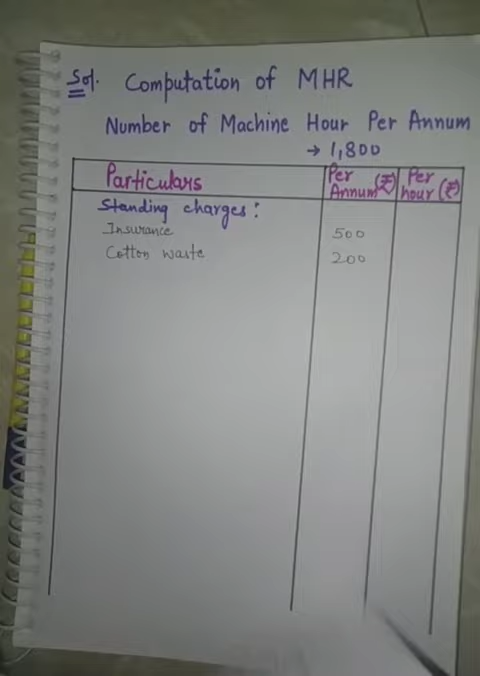 Sol. Computation of MHR
Number of Machine Hour Per Annum
→ 1,800
Particulars Per Annum (₹) Per hour (₹)
Standing charges:
Insurance 500
Cotton waste 200